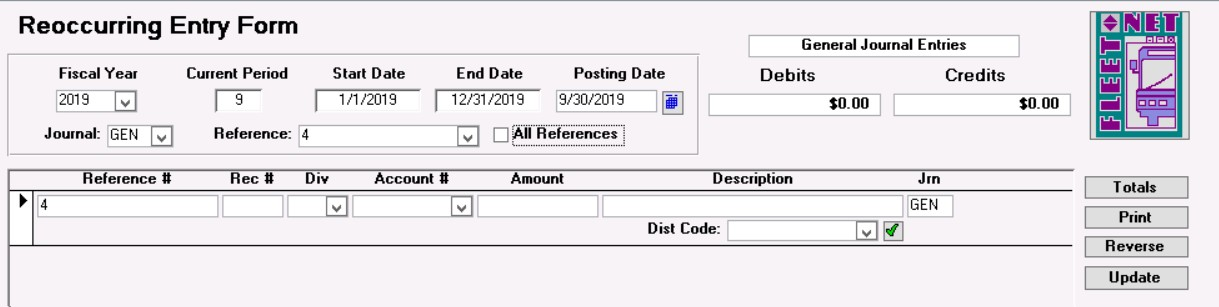 Reoccurring Entry Form
General Journal Entries
Fiscal Year Current Period Start Date End Date Posting Date
Debits Credits
2019 9 1/1/2019 12/31/2019 9/30/2019
$0.00 $0.00
Journal: GEN Reference: 4 All References
FLEET NET
Reference # Rec # Div Account # Amount Description Jrn
4 GEN
Dist Code:
Totals
Print
Reverse
Update